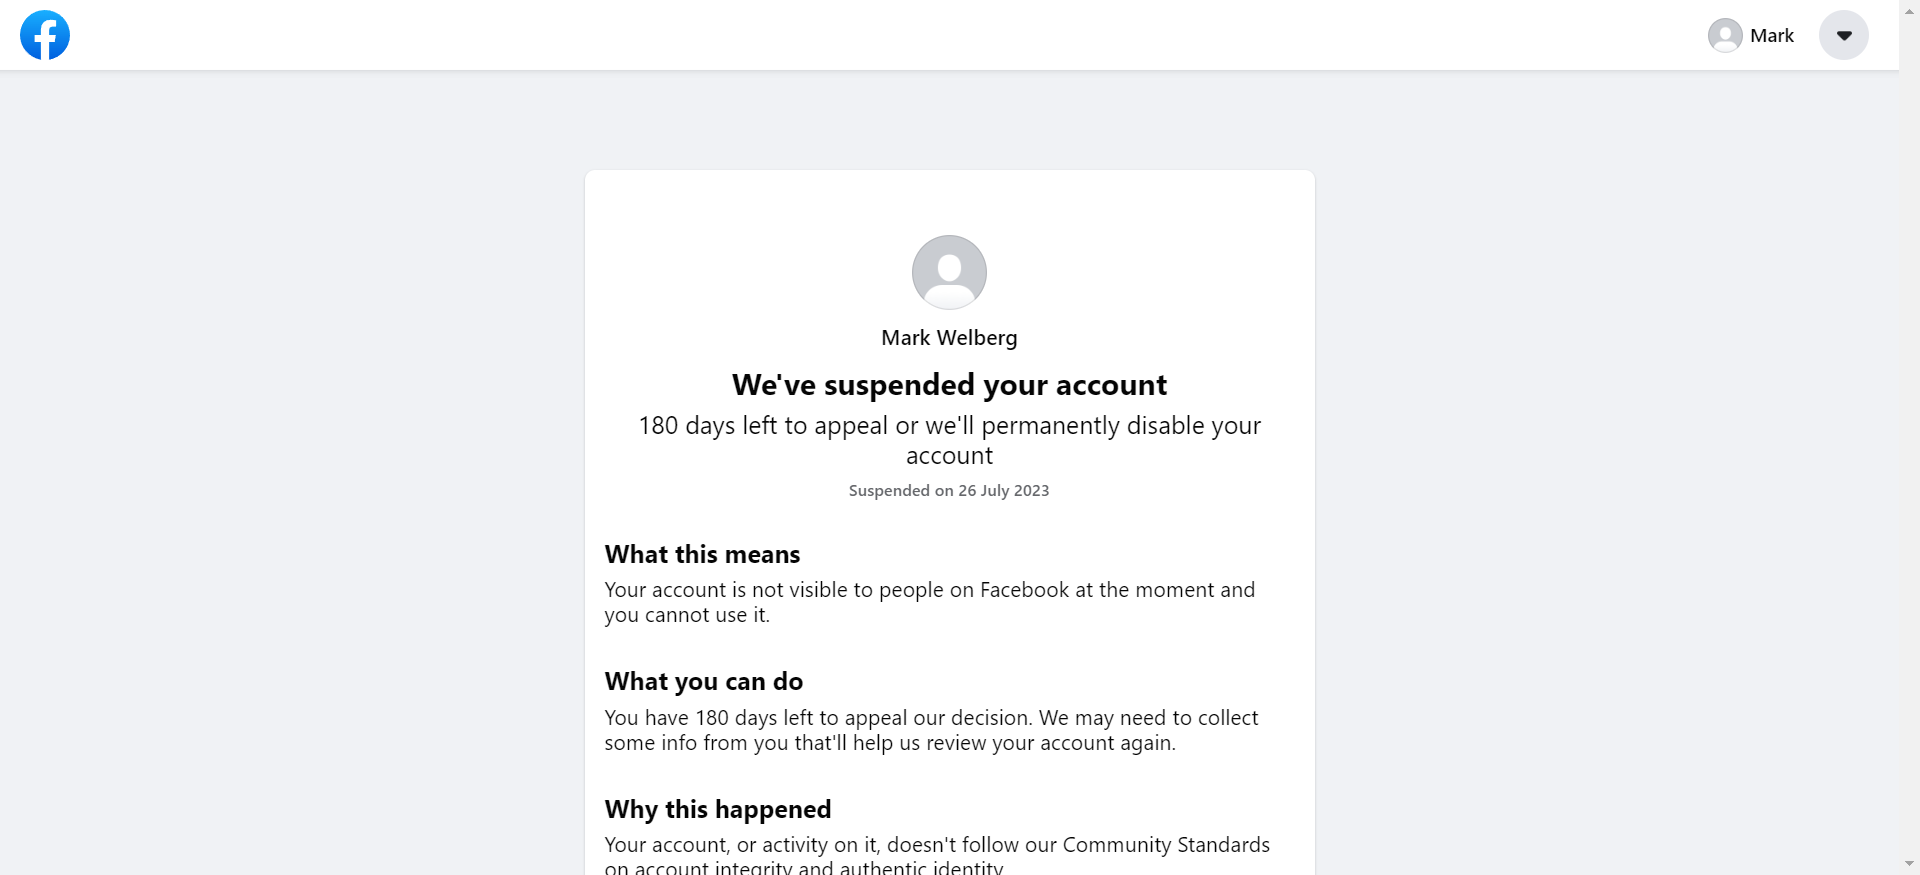 Mark
Mark Welberg
We've suspended your account
180 days left to appeal or we'll permanently disable your
account
Suspended on 26 July 2023
What this means
Your account is not visible to people on Facebook at the moment and
you cannot use it.
What you can do
You have 180 days left to appeal our decision. We may need to collect
some info from you that'll help us review your account again.
Why this happened
Your account, or activity on it, doesn't follow our Community Standards
on account integrity and authentic identity.